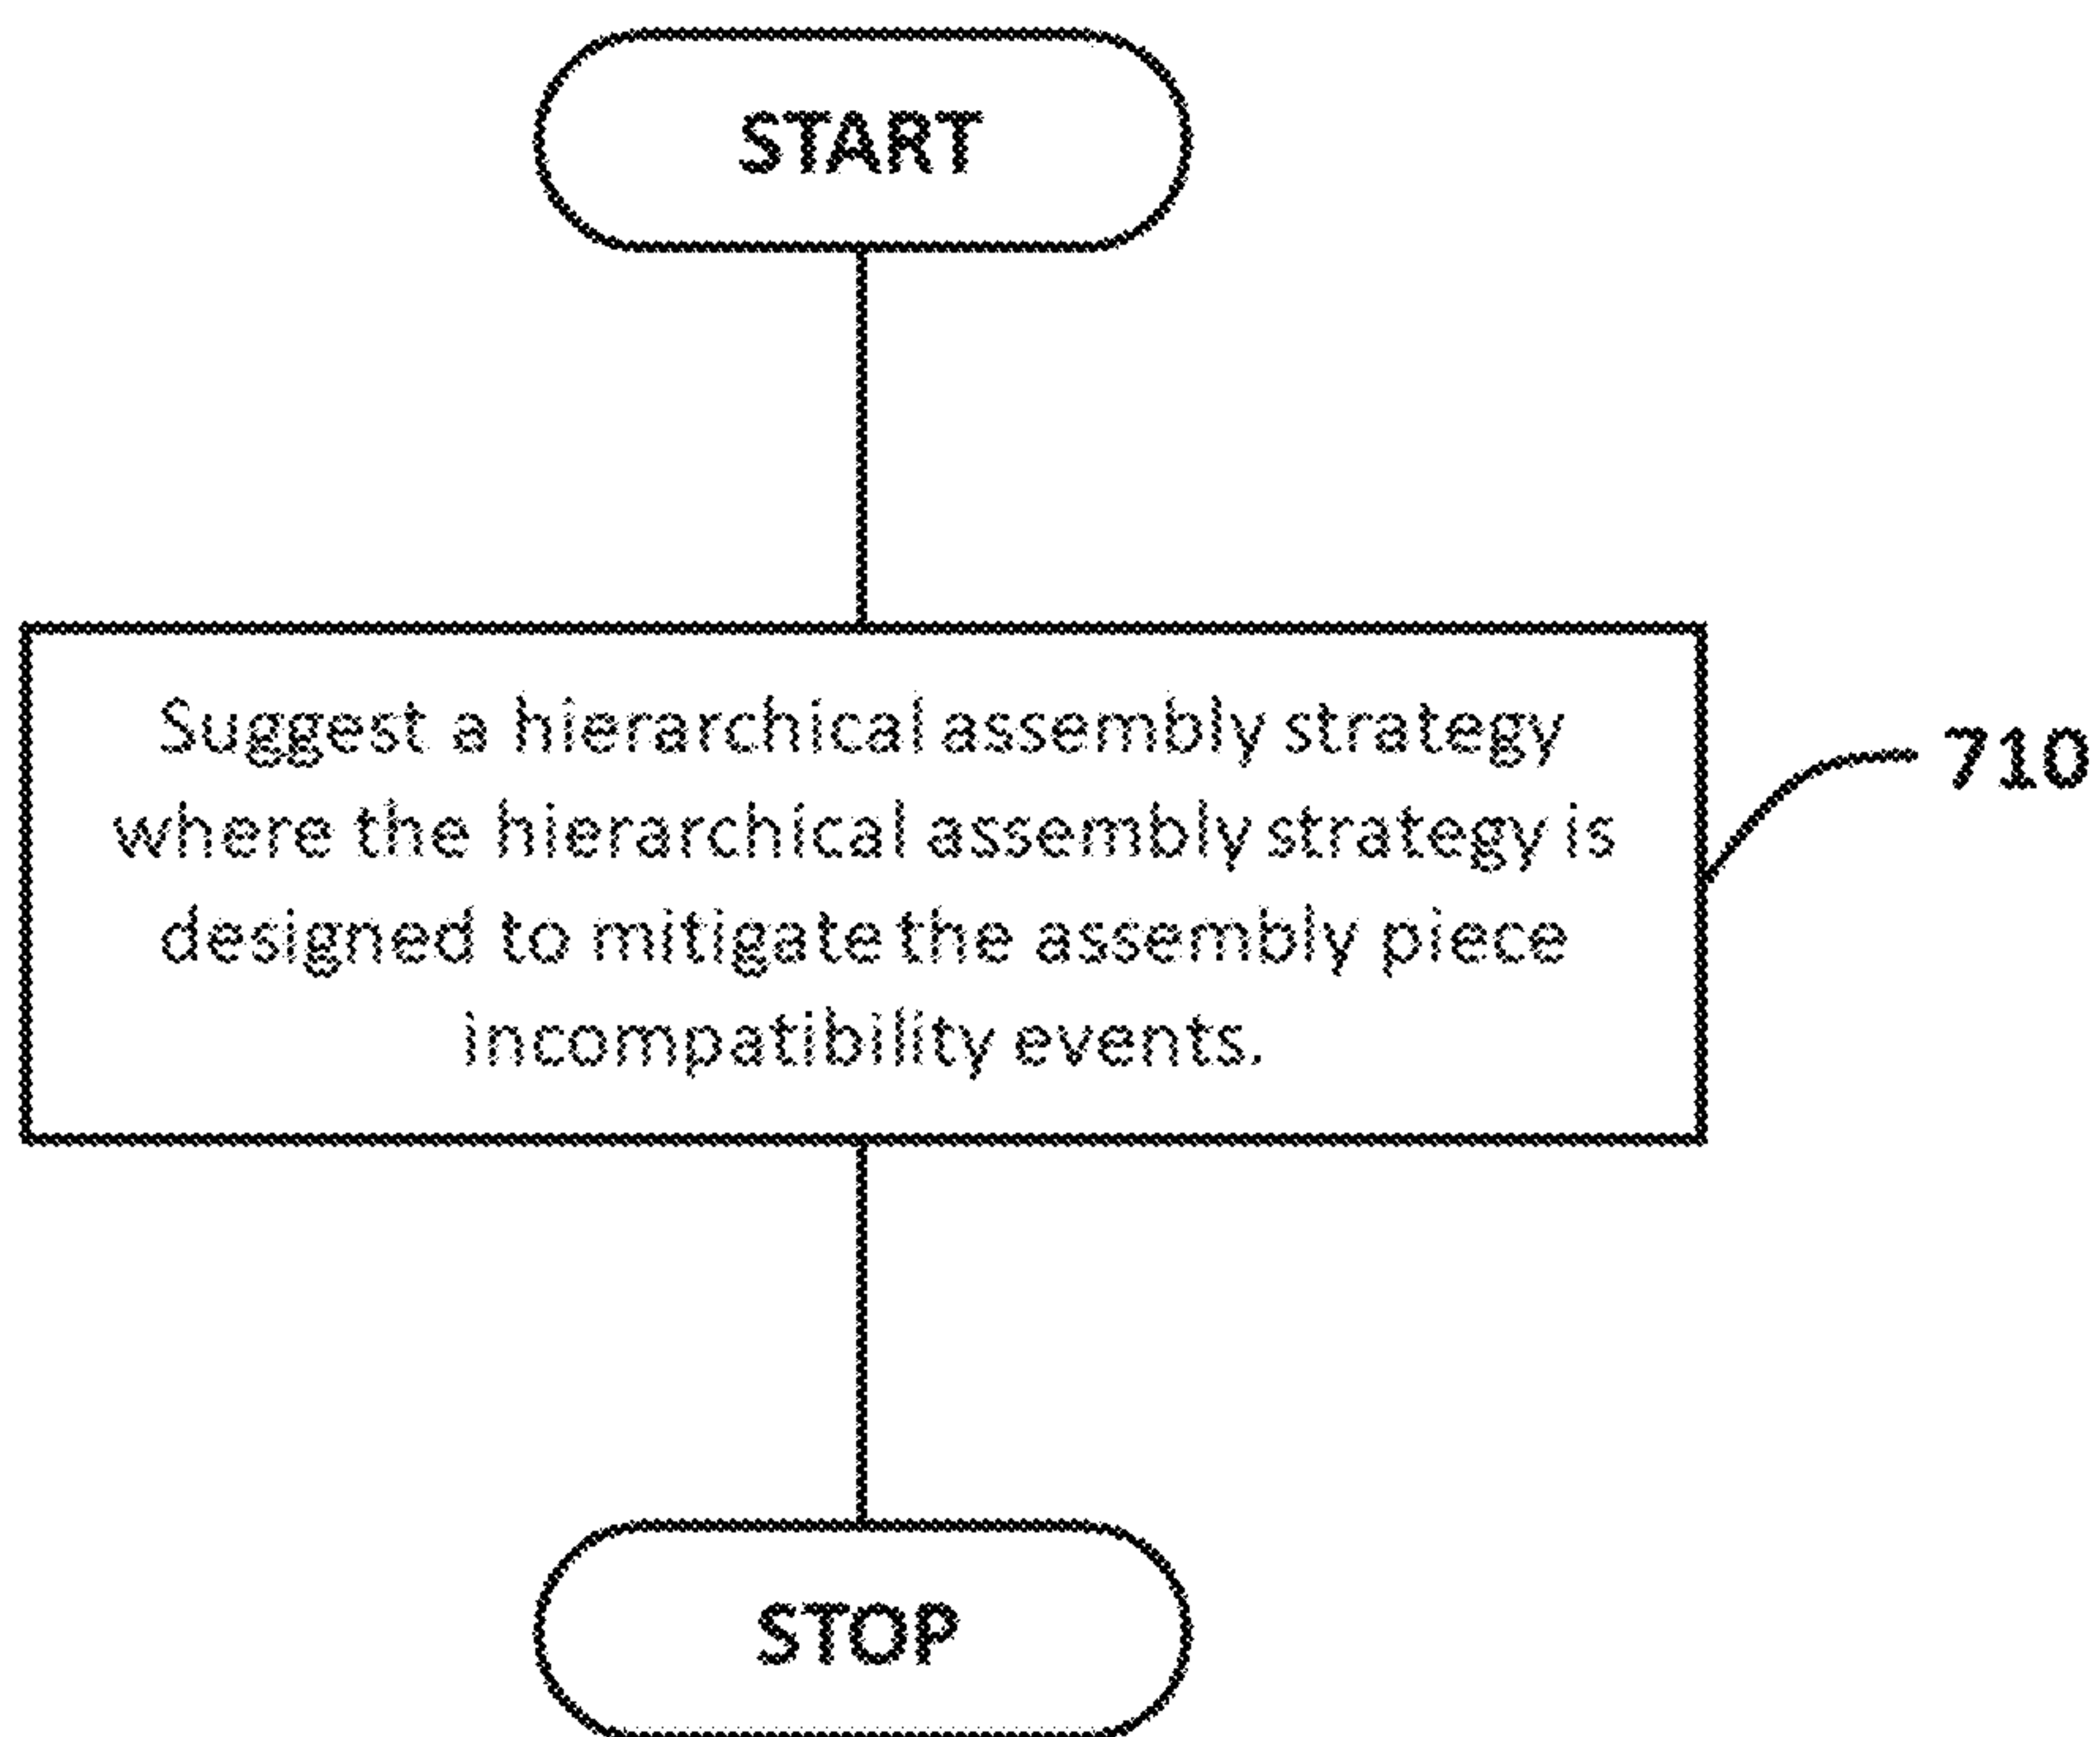 START
Suggest a hierarchical assembly strategy
where the hierarchical assembly strategy is
designed to mitigate the assembly piece
incompatibility events.
710
STOP